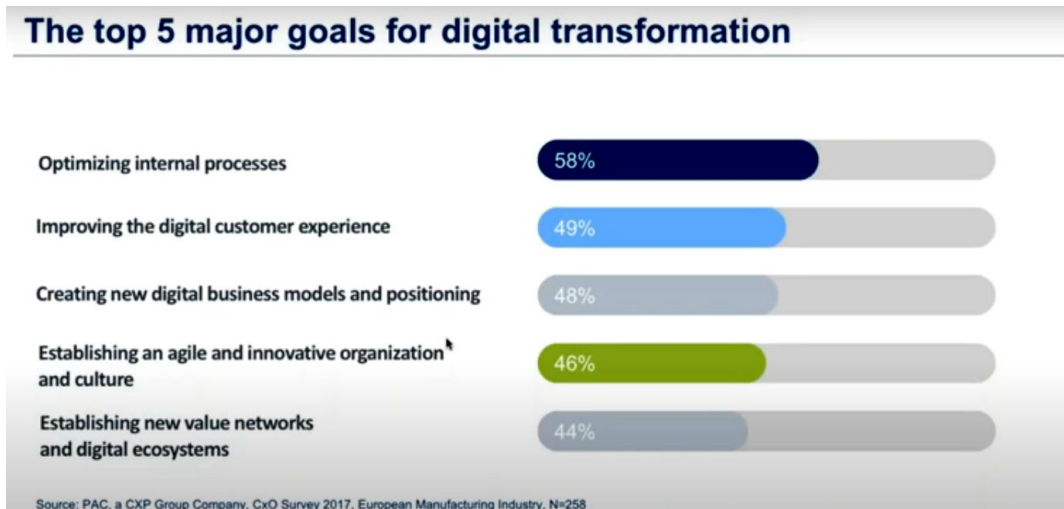 The top 5 major goals for digital transformation
Optimizing internal processes
58%
Improving the digital customer experience
49%
Creating new digital business models and positioning
48%
Establishing an agile and innovative organization
and culture
46%
Establishing new value networks
and digital ecosystems
44%
Source: PAC, a CXP Group Company, CxO Survey 2017, European Manufacturing Industry, N=258